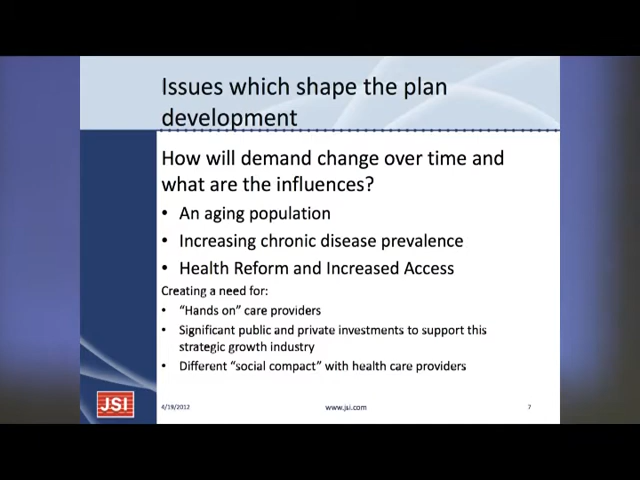 Issues which shape the plan
development
How will demand change over time and
what are the influences?
• An aging population
• Increasing chronic disease prevalence
• Health Reform and Increased Access
Creating a need for:
• “Hands on” care providers
• Significant public and private investments to support this
strategic growth industry
• Different “social compact” with health care providers
JSI
4/19/2012
www.jsi.com
7